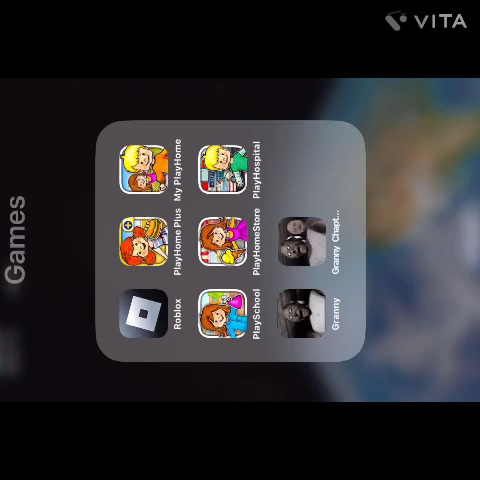 VITA
Games
Roblox
PlayHome Plus
My PlayHome
PlaySchool
PlayHomeStore
PlayHospital
Granny
Granny Chapt...